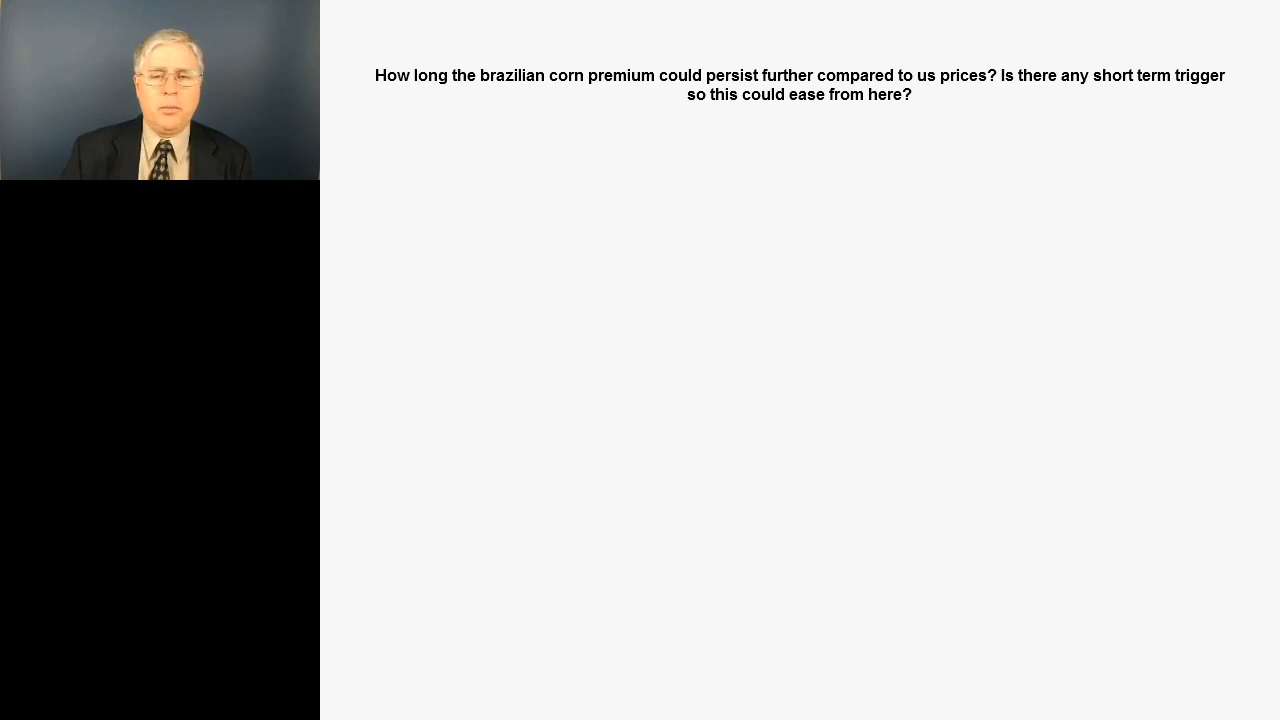 How long the brazilian corn premium could persist further compared to us prices? Is there any short term trigger
so this could ease from here?